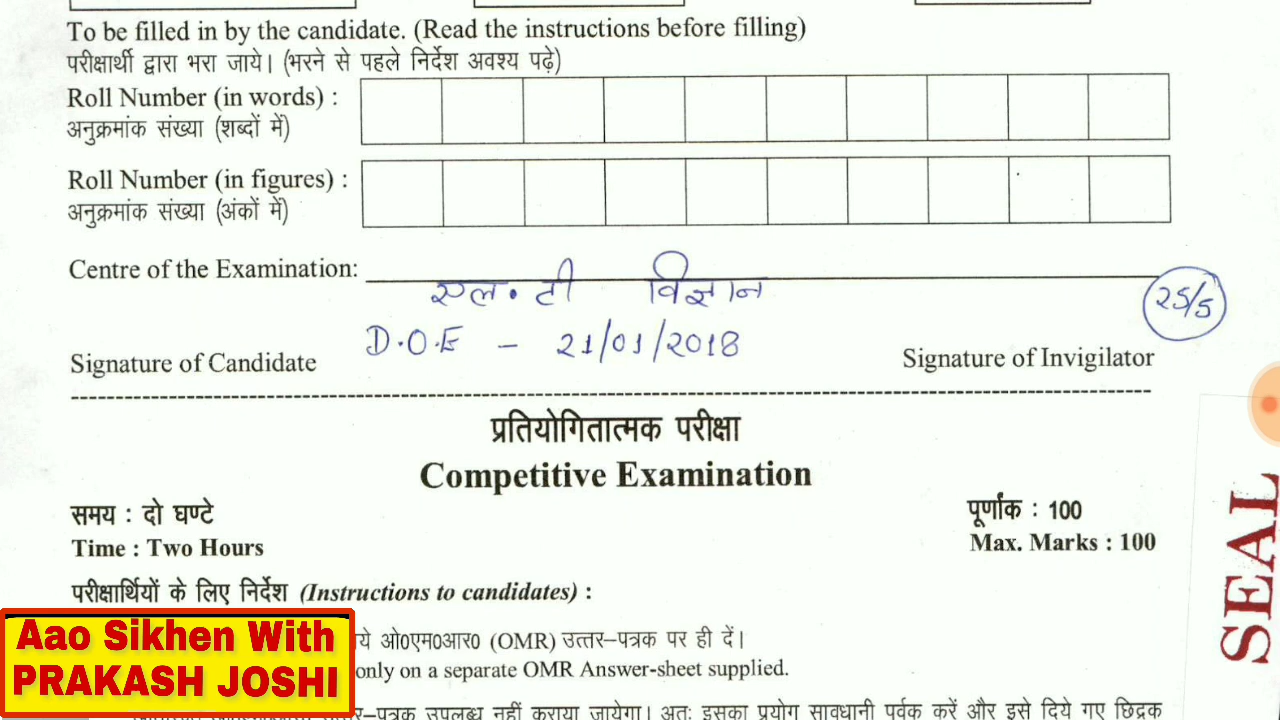 To be filled in by the candidate. (Read the instructions before filling)
परीक्षार्थी द्वारा भरा जाये। (भरने से पहले निर्देश अवश्य पढ़े)
Roll Number (in words) :
अनुक्रमांक संख्या (शब्दों में)
Roll Number (in figures) :
अनुक्रमांक संख्या (अंकों में)
Centre of the Examination:
एल. टी विज्ञान
25/5
D.O.E - 21/01/2018
Signature of Candidate Signature of Invigilator
प्रतियोगितात्मक परीक्षा
Competitive Examination
समय : दो घण्टे पूर्णांक : 100
Time : Two Hours Max. Marks : 100
SEAL
परीक्षार्थियों के लिए निर्देश (Instructions to candidates) :
Aao Sikhen With
PRAKASH JOSHI
ये ओ0एम0आर0 (OMR) उत्तर–पत्रक पर ही दें।
only on a separate OMR Answer-sheet supplied.
–पत्रक उपलब्ध नहीं कराया जायेगा। अतः इसका प्रयोग सावधानी पूर्वक करें और इसे दिये गए छिद्रक